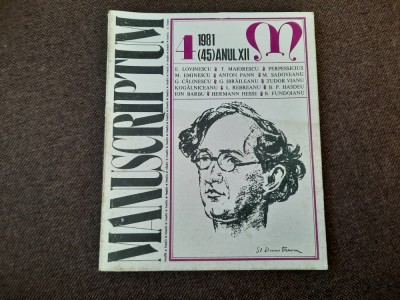 MANUSCRIPTUM
4 1981
(45) ANUL XII
M
E. LOVINESCU T. MAIORESCU PERPESSICIUS
M. EMINESCU ANTON PANN M. SADOVEANU
G. CĂLINESCU G. IBRĂILEANU TUDOR VIANU
KOGĂLNICEANU L. REBREANU B. P. HASDEU
ION BARBU HERMANN HESSE B. FUNDOIANU